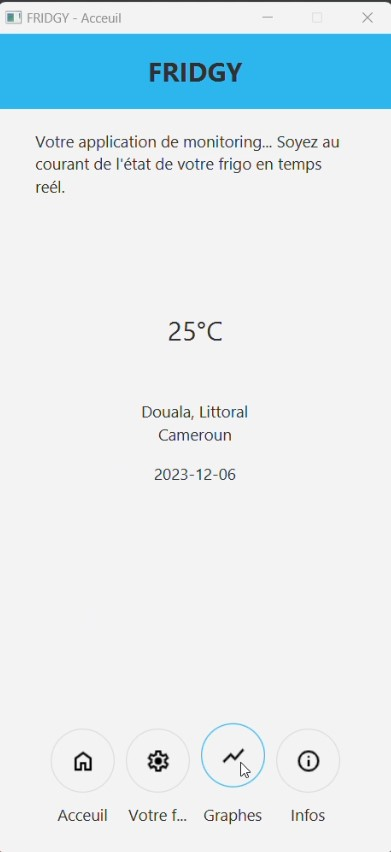 FRIDGY - Acceuil
FRIDGY
Votre application de monitoring... Soyez au
courant de l'état de votre frigo en temps
reél.
25°C
Douala, Littoral
Cameroun
2023-12-06
Acceuil Votre f... Graphes Infos